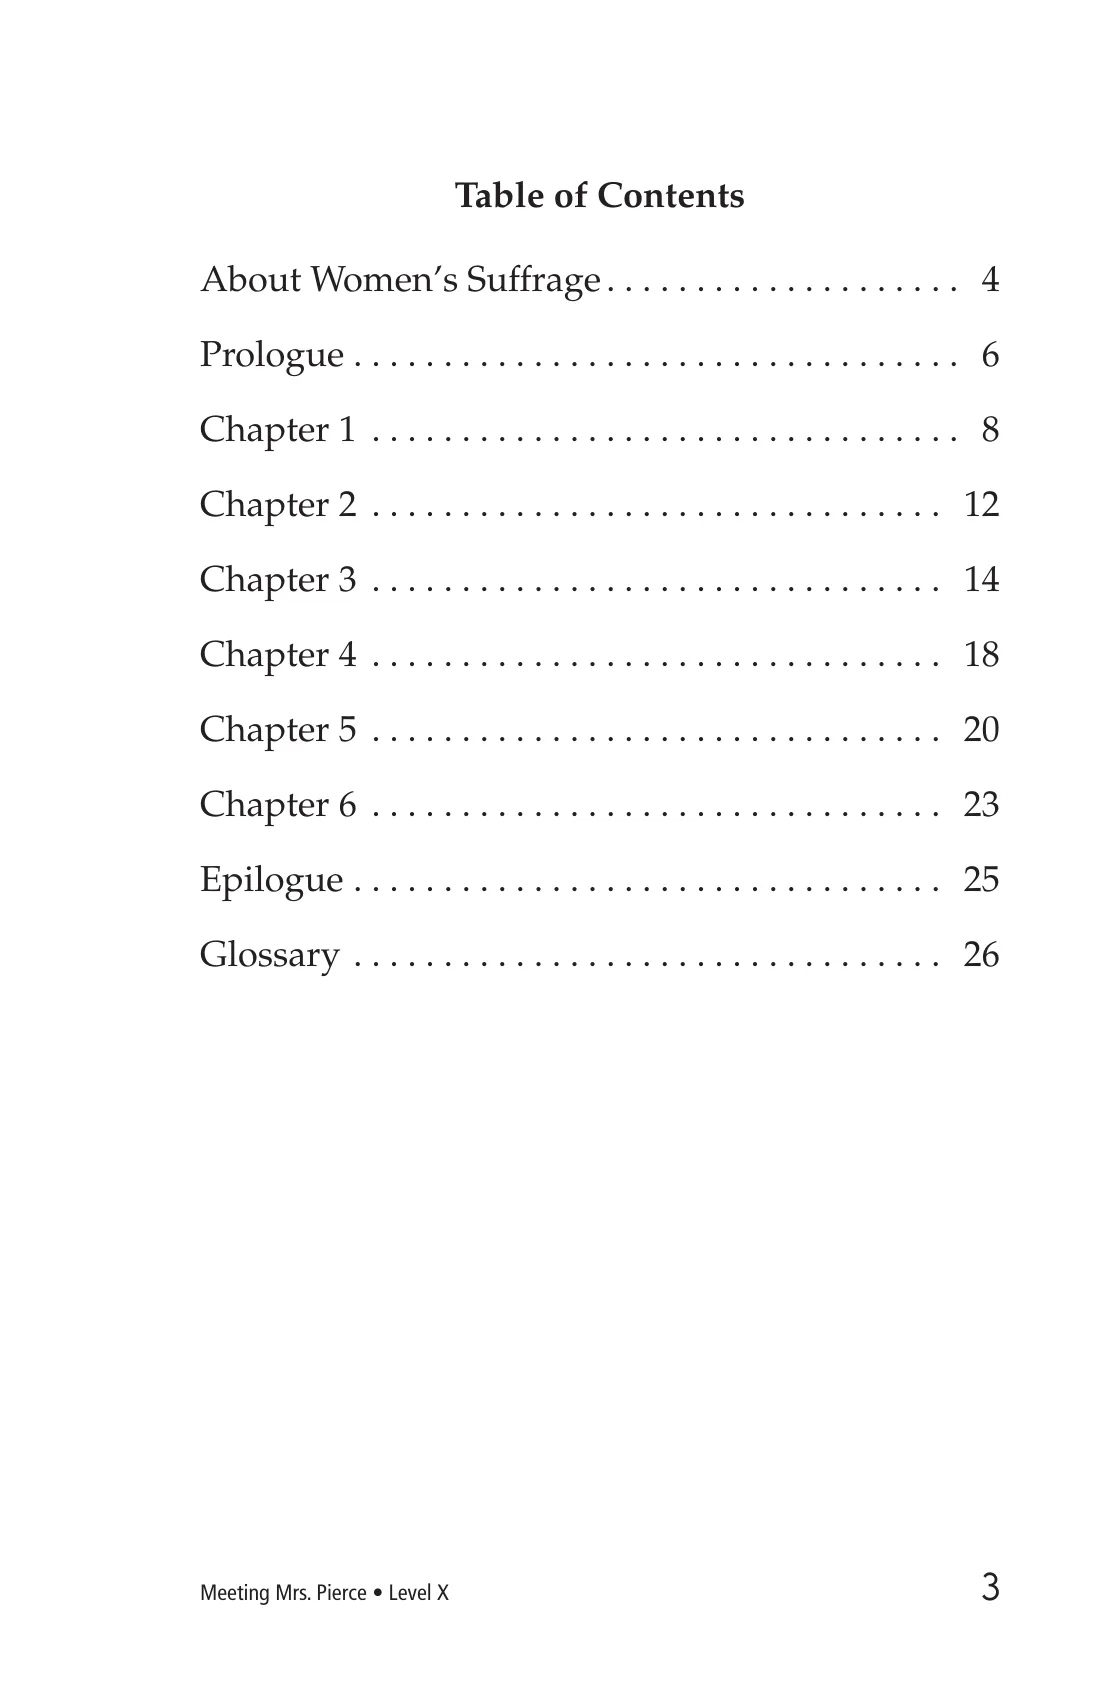 Table of Contents
About Women’s Suffrage . . . . . . . . . . . . . . . . . . . . 4
Prologue . . . . . . . . . . . . . . . . . . . . . . . . . . . . . . . . . . 6
Chapter 1 . . . . . . . . . . . . . . . . . . . . . . . . . . . . . . . . . 8
Chapter 2 . . . . . . . . . . . . . . . . . . . . . . . . . . . . . . . . 12
Chapter 3 . . . . . . . . . . . . . . . . . . . . . . . . . . . . . . . . 14
Chapter 4 . . . . . . . . . . . . . . . . . . . . . . . . . . . . . . . . 18
Chapter 5 . . . . . . . . . . . . . . . . . . . . . . . . . . . . . . . . 20
Chapter 6 . . . . . . . . . . . . . . . . . . . . . . . . . . . . . . . . 23
Epilogue . . . . . . . . . . . . . . . . . . . . . . . . . . . . . . . . . 25
Glossary . . . . . . . . . . . . . . . . . . . . . . . . . . . . . . . . . 26
Meeting Mrs. Pierce • Level X 3